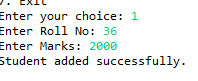 7. Exit
Enter your choice: 1
Enter Roll No: 36
Enter Marks: 2000
Student added successfully.